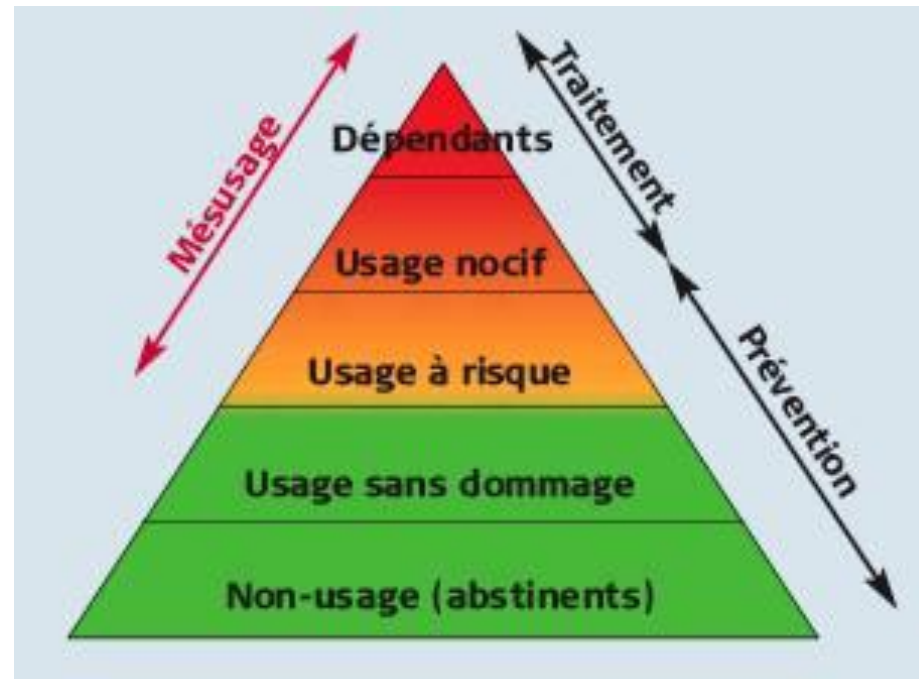 Mésusage
Traitement
Prévention
Dépendants
Usage nocif
Usage à risque
Usage sans dommage
Non-usage (abstinents)